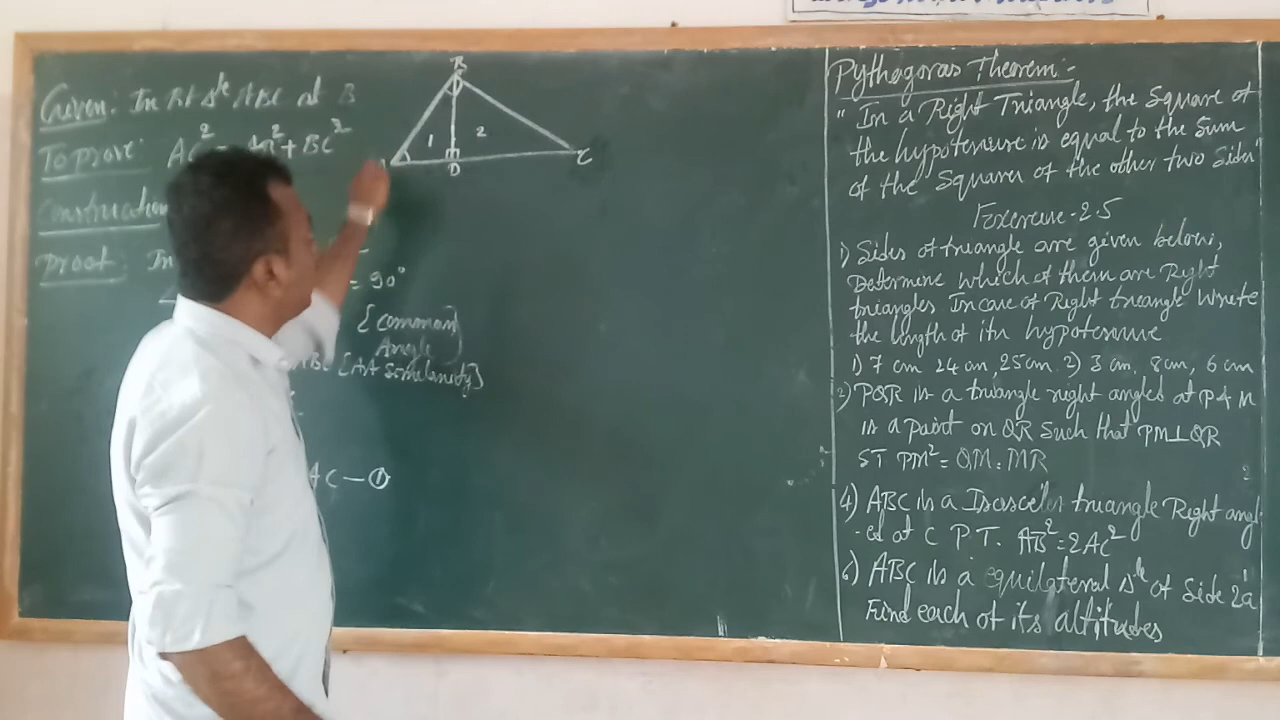 Given: In Rt Δle ABC at B
To prove: AC² = AB² + BC²
Construction
Proof: In
= 90°
{common
Angle}
ABC [AA Similarity]
AC — ①
B
1 2
D
C
Pythagoras Theorem:-
"In a Right Triangle, the Square of
the hypotenuse is equal to the Sum
of the Squares of the other two Sides"
Exercise - 2.5
1) Sides of triangle are given below,
Determine which of them are Right
triangles In case of Right triangle write
the length of its hypotenuse
1) 7 cm 24 cm, 25 cm 2) 3 cm, 8 cm, 6 cm
2) PQR is a triangle right angled at P & M
is a point on QR Such that PM ⊥ QR
ST PM² = QM . MR
4) ABC is a Isosceles triangle Right angl
-ed at C P.T. AB² = 2AC²
6) ABC is a equilateral Δle of Side 2a
Find each of its altitudes